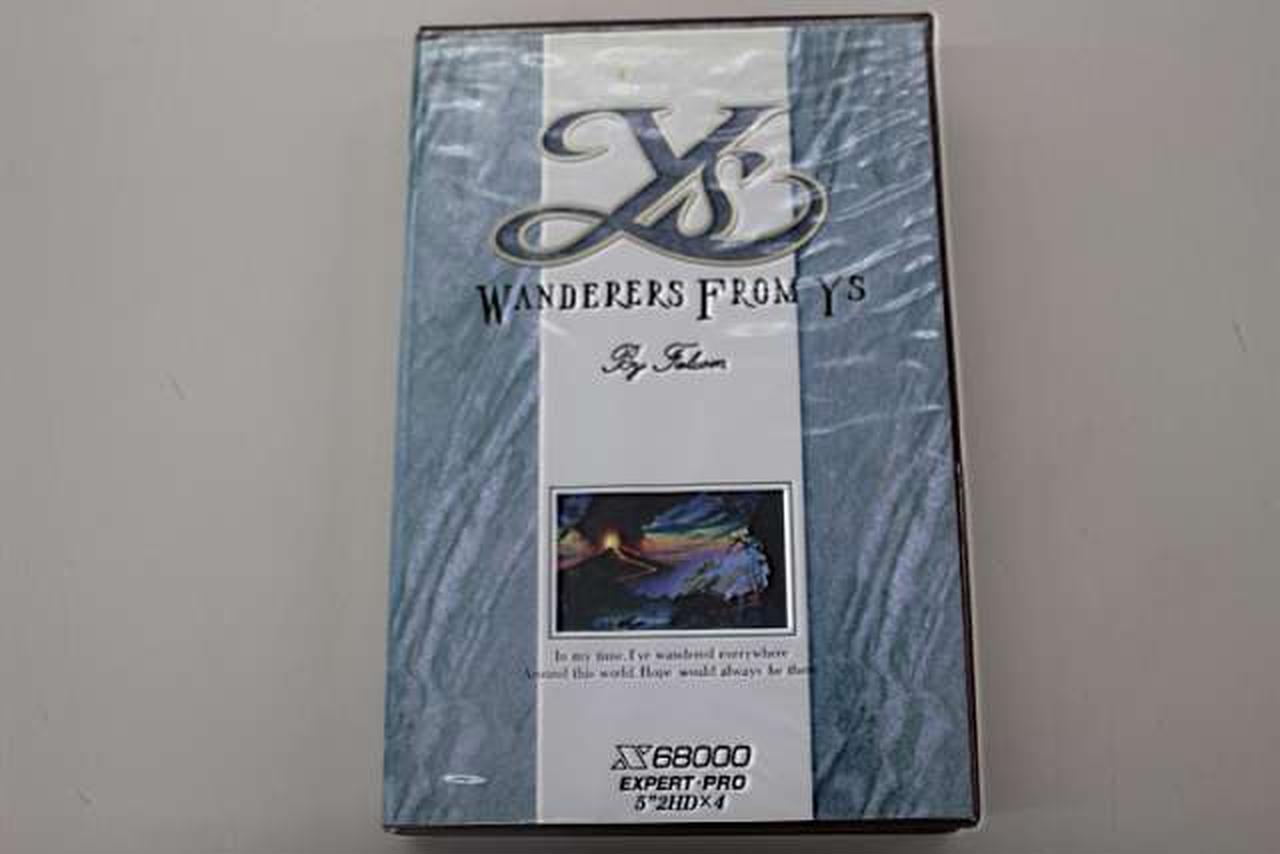 Ys
WANDERERS FROM YS
By Falcom
In my time, I've wandered everywhere
Around this world. Hope would always be there
X68000
EXPERT·PRO
5"2HD×4